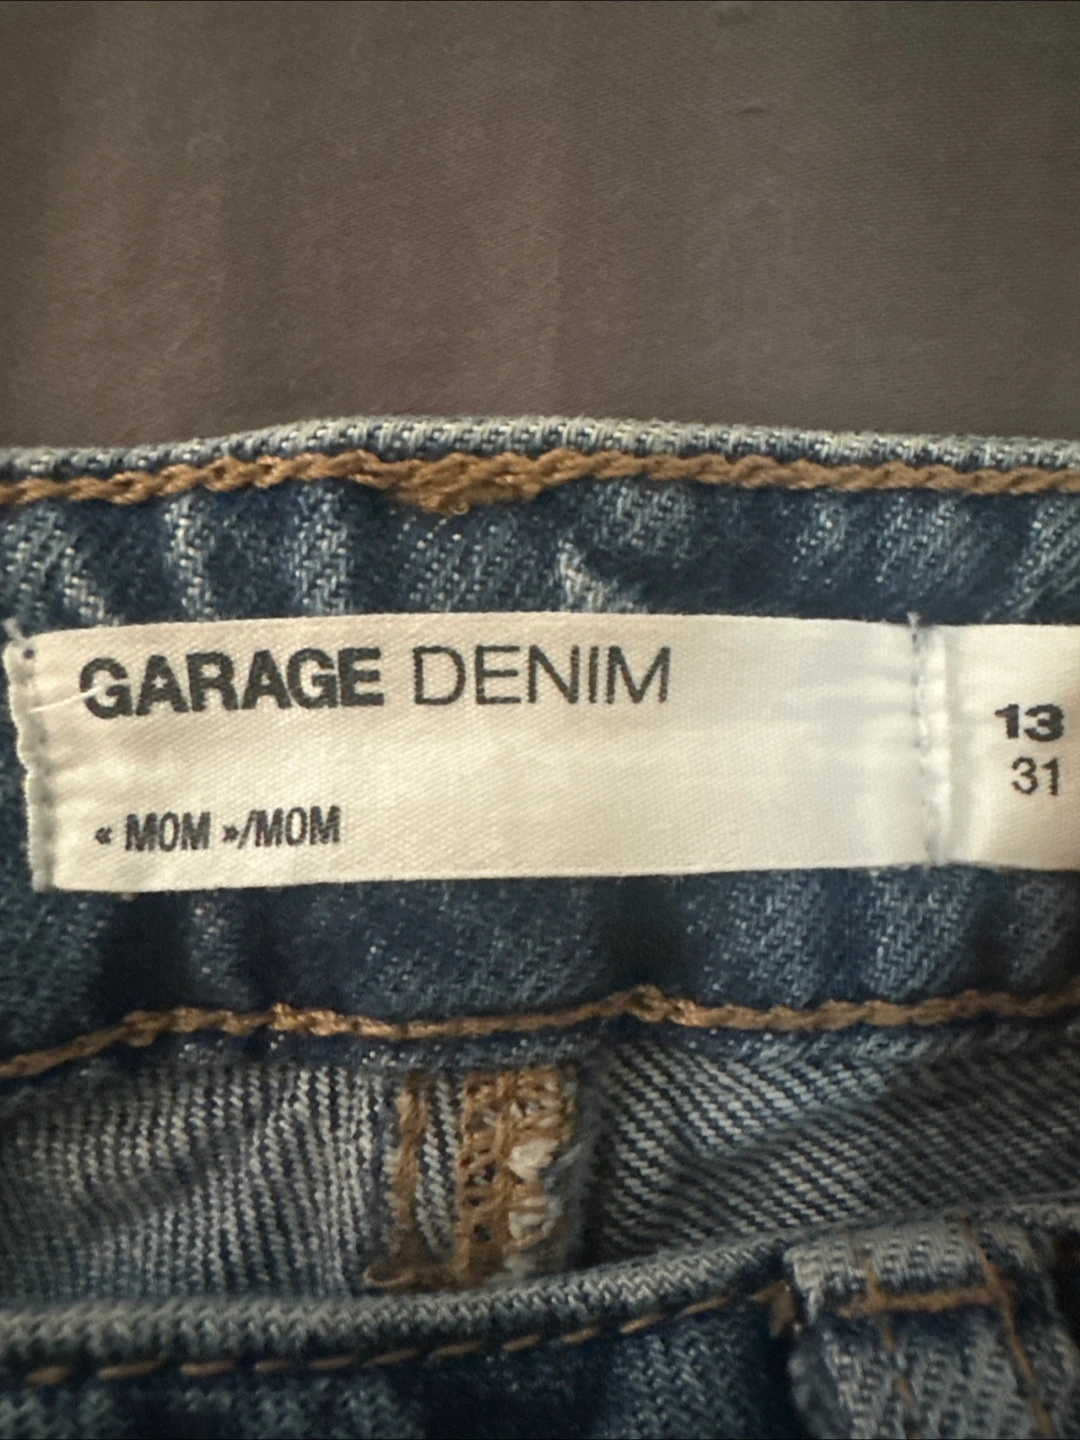 GARAGE DENIM
« MOM »/MOM
13
31